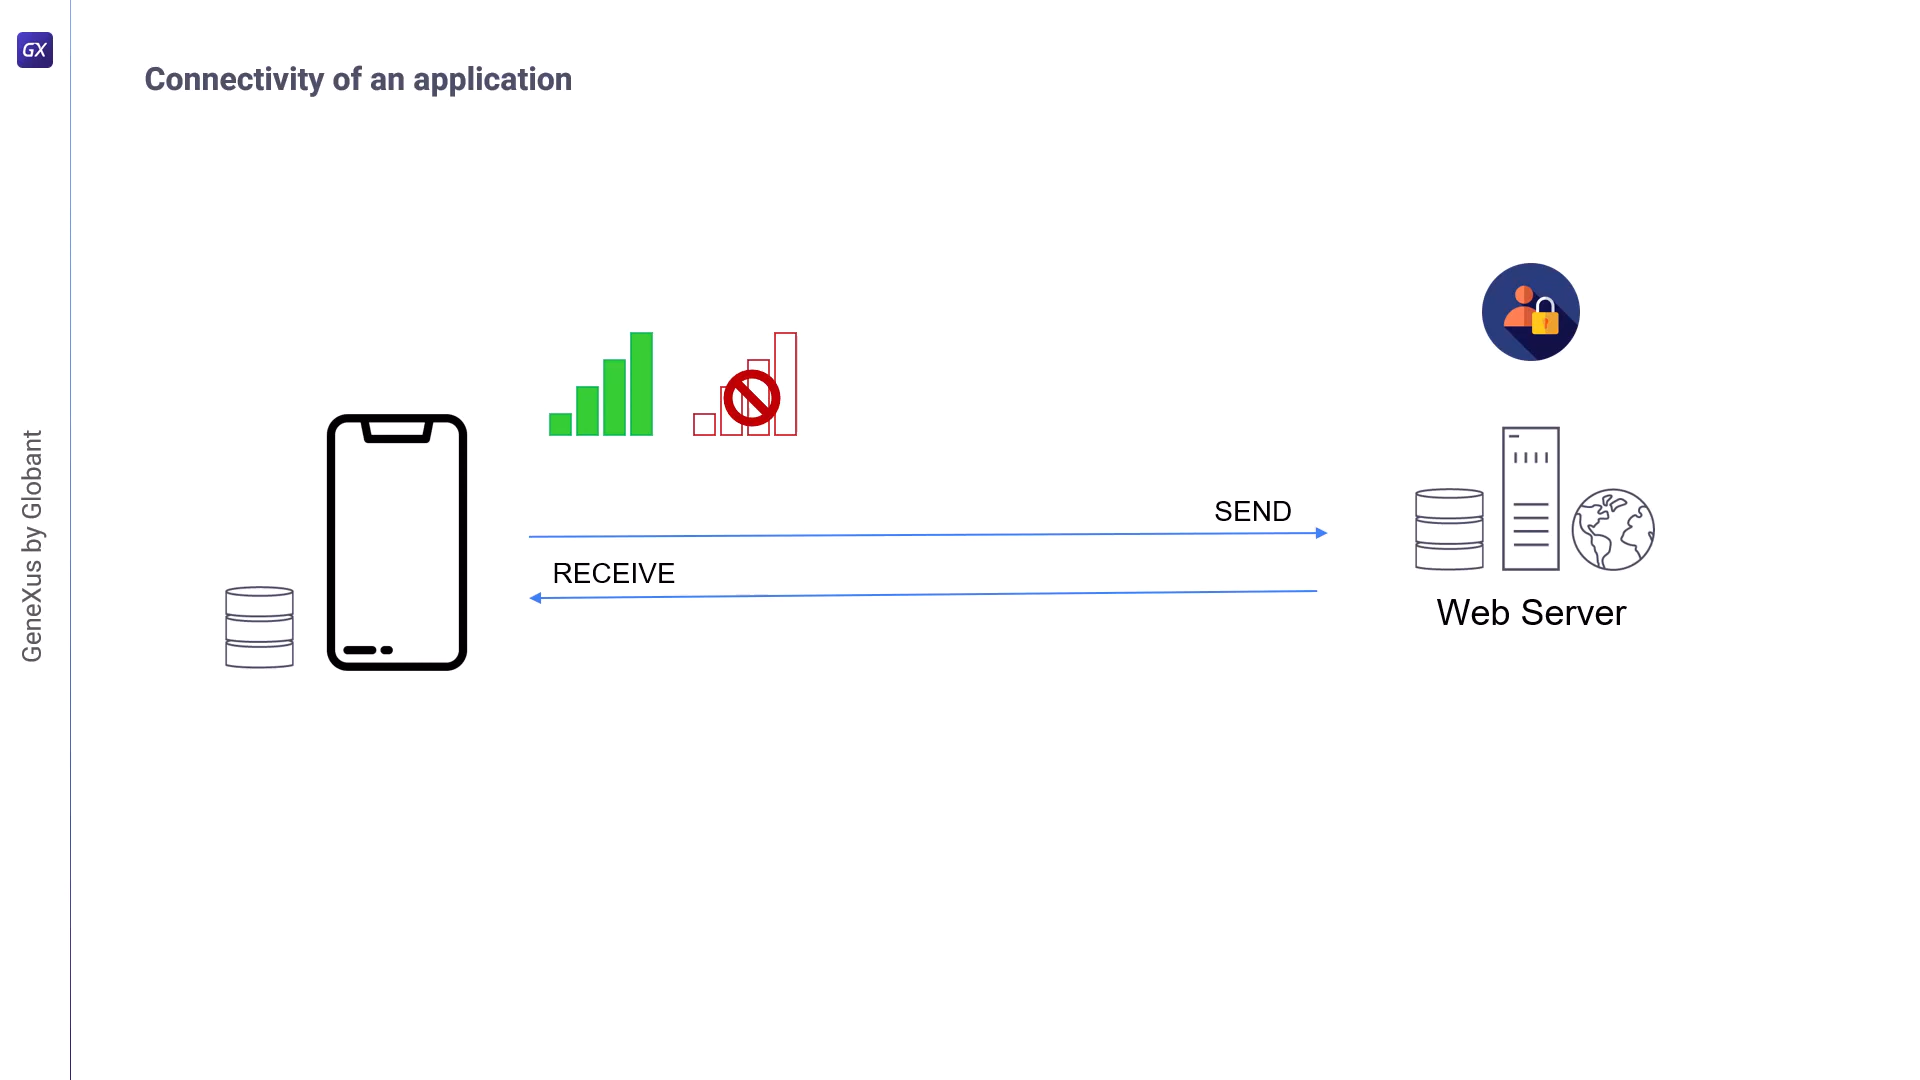 GX
Connectivity of an application
SEND
RECEIVE
Web Server
GeneXus by Globant